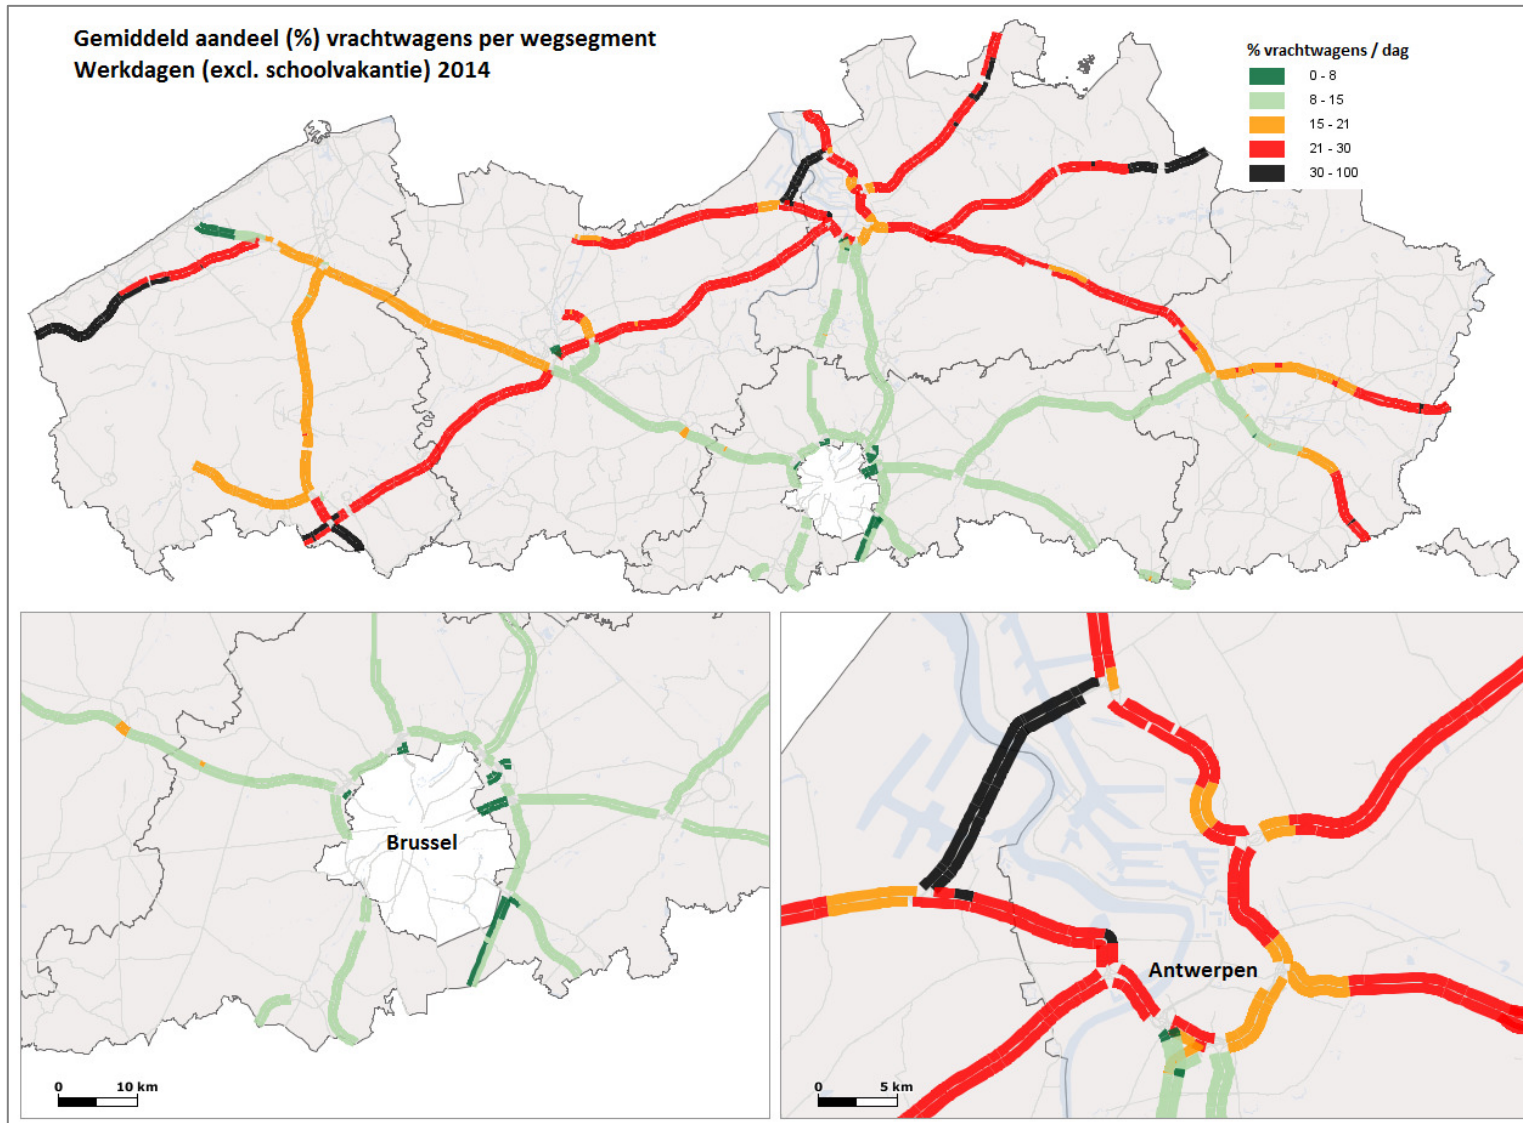 Gemiddeld aandeel (%) vrachtwagens per wegsegment
Werkdagen (excl. schoolvakantie) 2014
% vrachtwagens / dag
0 - 8
8 - 15
15 - 21
21 - 30
30 - 100
Brussel
0 10 km
Antwerpen
0 5 km